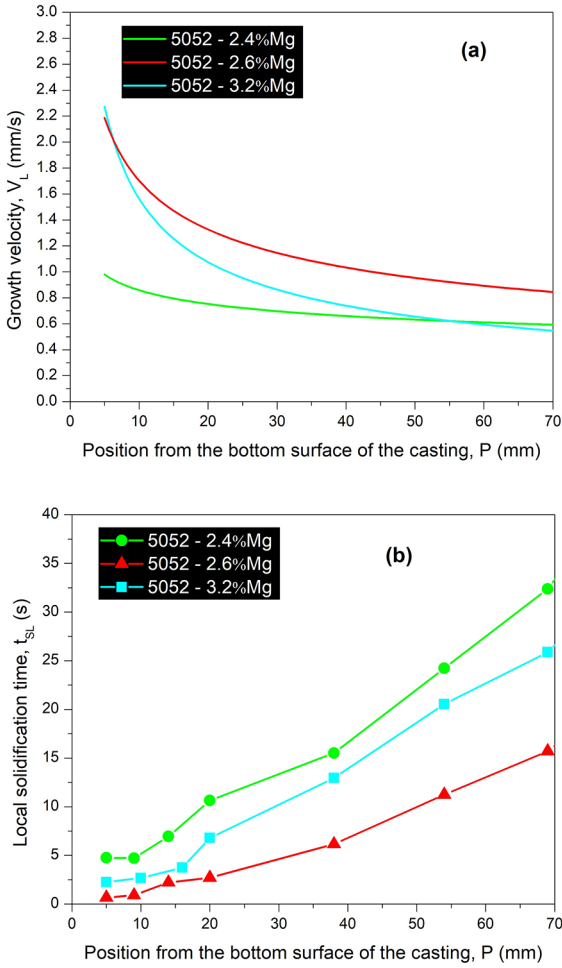 3.0
2.8
2.6
2.4
2.2
2.0
1.8
1.6
1.4
1.2
1.0
0.8
0.6
0.4
0.2
0.0
Growth velocity, V_L (mm/s)
5052 - 2.4%Mg
5052 - 2.6%Mg
5052 - 3.2%Mg
(a)
0 10 20 30 40 50 60 70
Position from the bottom surface of the casting, P (mm)
40
35
30
25
20
15
10
5
0
Local solidification time, t_SL (s)
5052 - 2.4%Mg
5052 - 2.6%Mg
5052 - 3.2%Mg
(b)
0 10 20 30 40 50 60 70
Position from the bottom surface of the casting, P (mm)